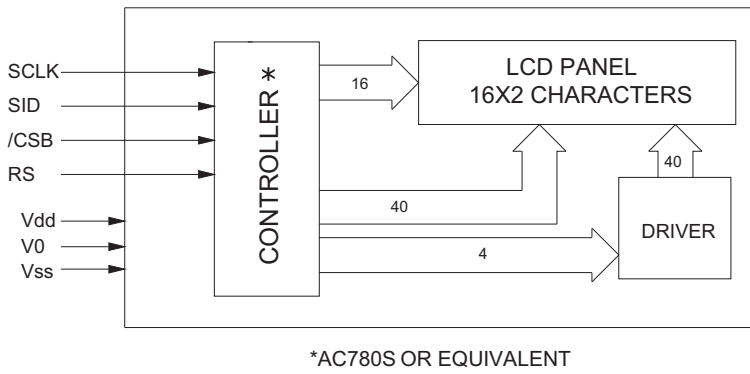 SCLK
SID
/CSB
RS
Vdd
V0
Vss
CONTROLLER *
16
LCD PANEL
16X2 CHARACTERS
40
40
4
DRIVER
*AC780S OR EQUIVALENT